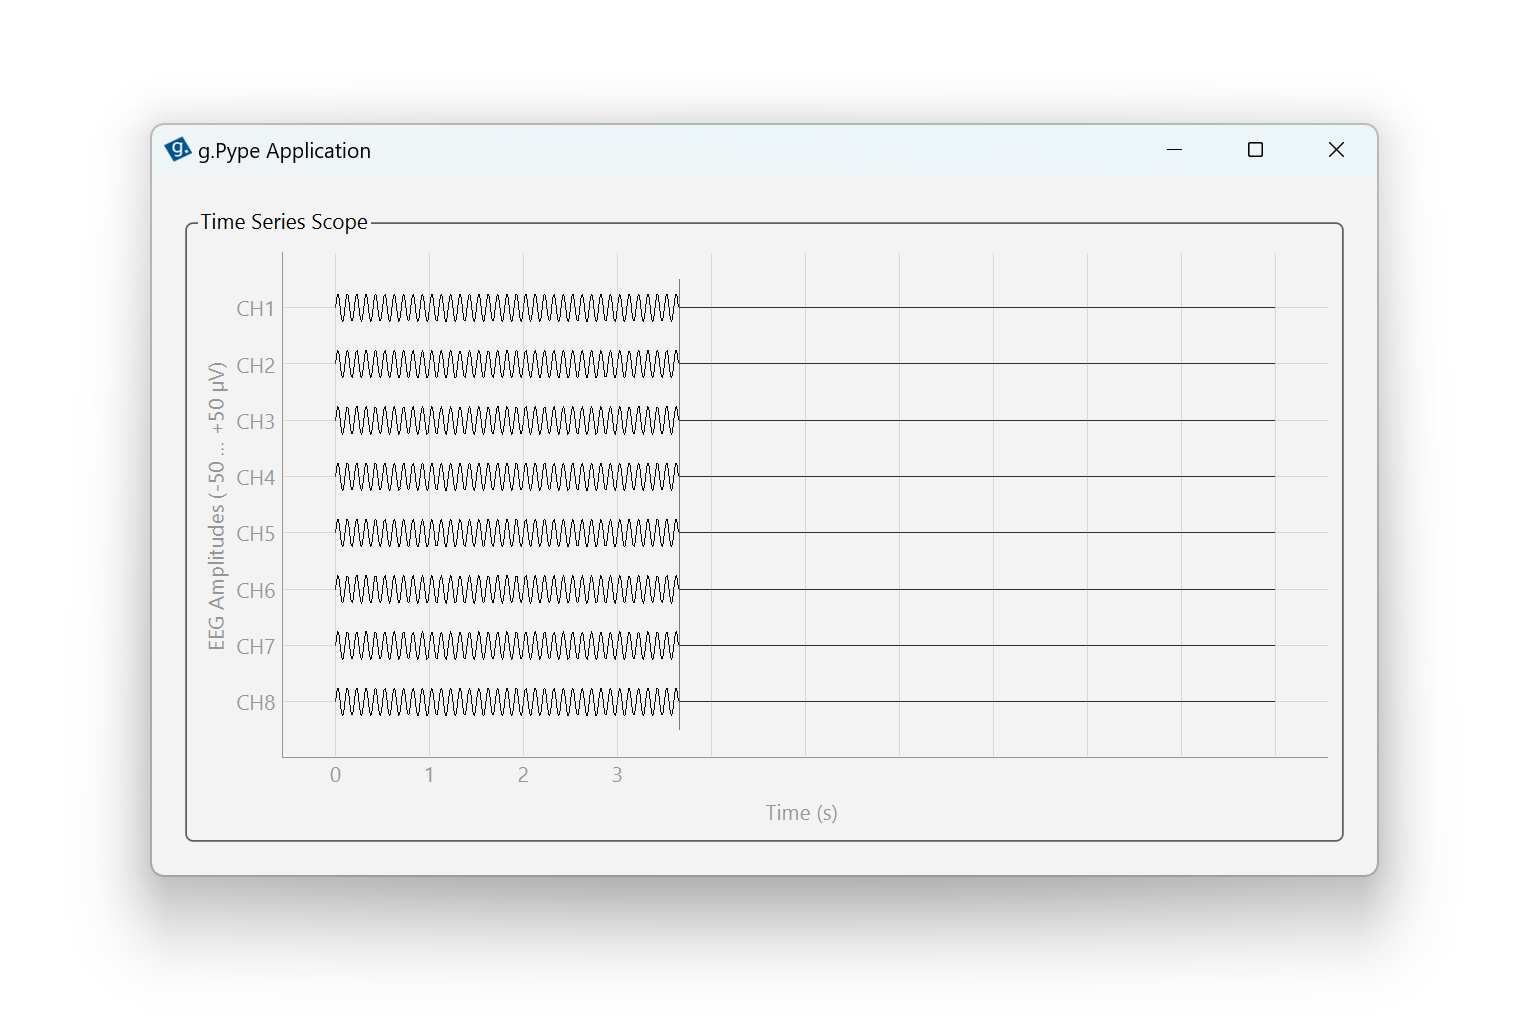 g. g.Pype Application
Time Series Scope
EEG Amplitudes (-50 ... +50 µV)
CH1
CH2
CH3
CH4
CH5
CH6
CH7
CH8
0 1 2 3
Time (s)